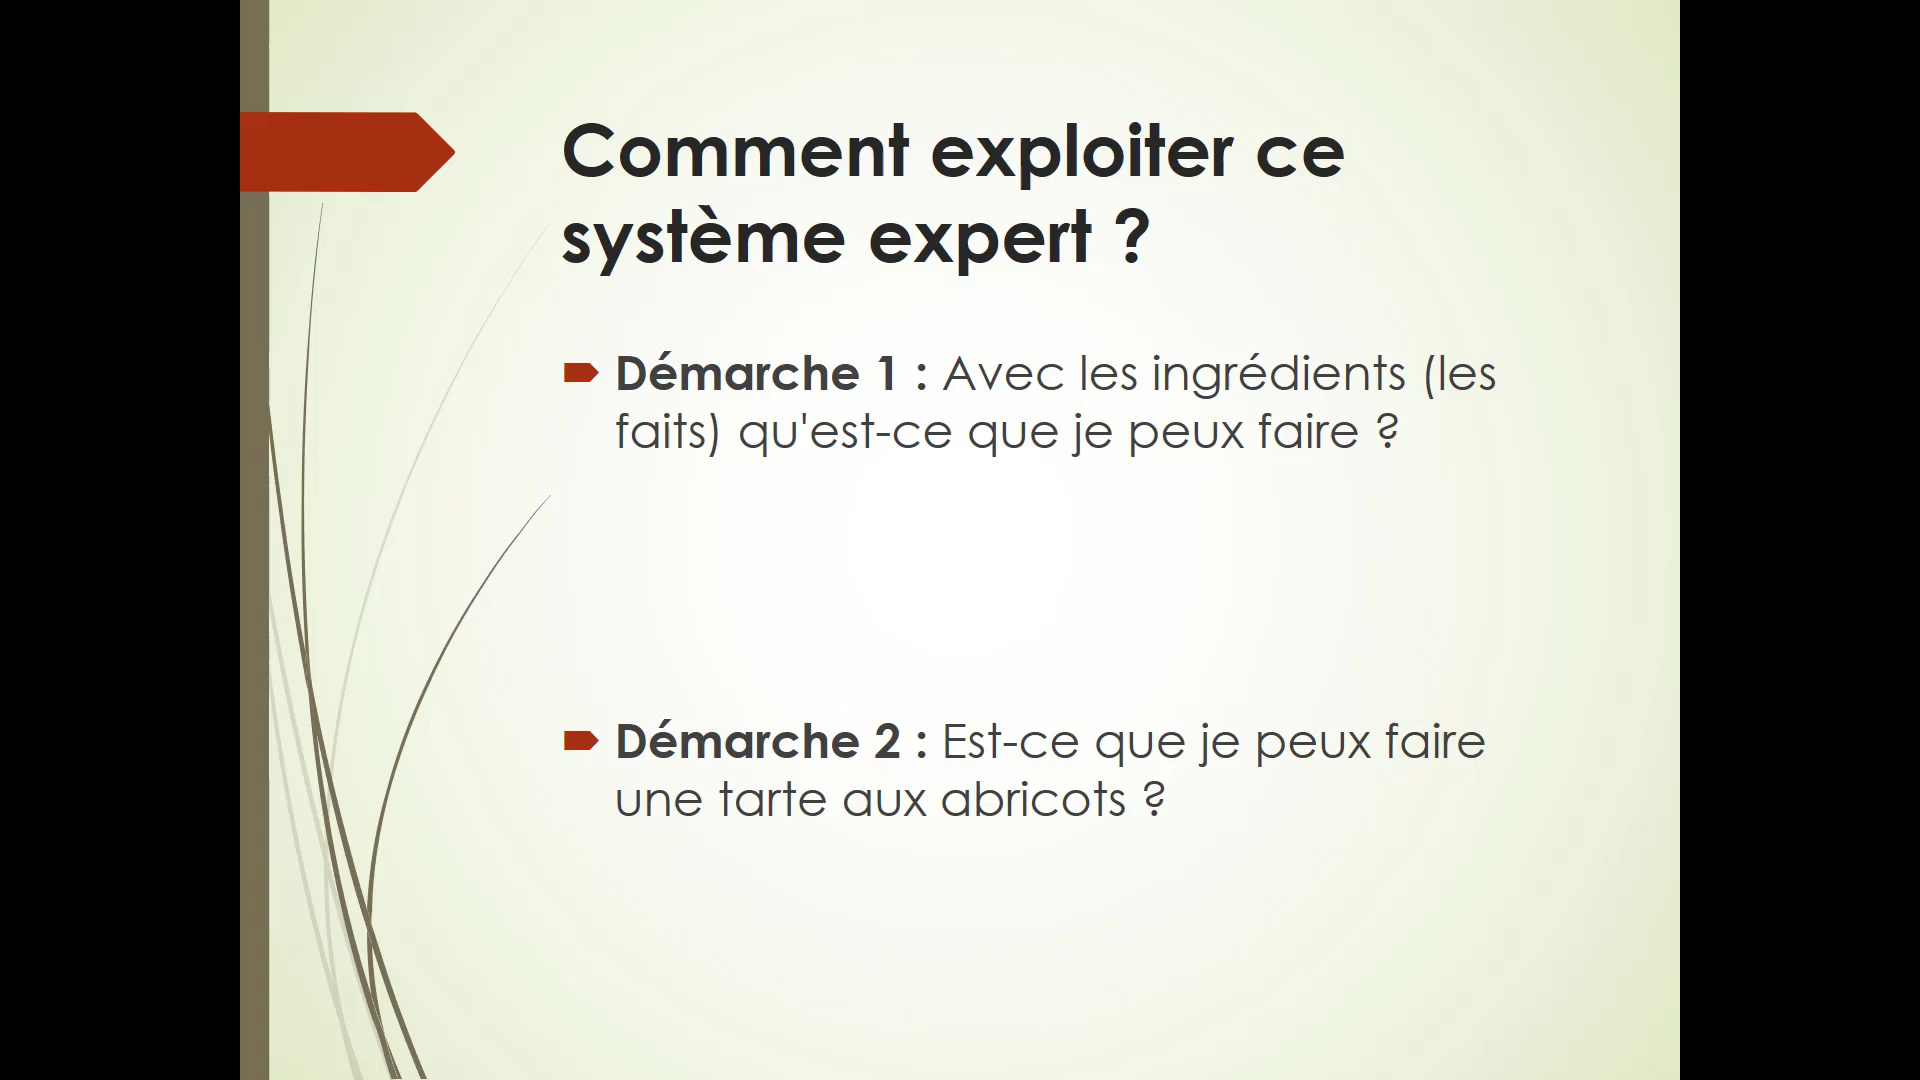 Comment exploiter ce
système expert ?
Démarche 1 : Avec les ingrédients (les
faits) qu'est-ce que je peux faire ?
Démarche 2 : Est-ce que je peux faire
une tarte aux abricots ?